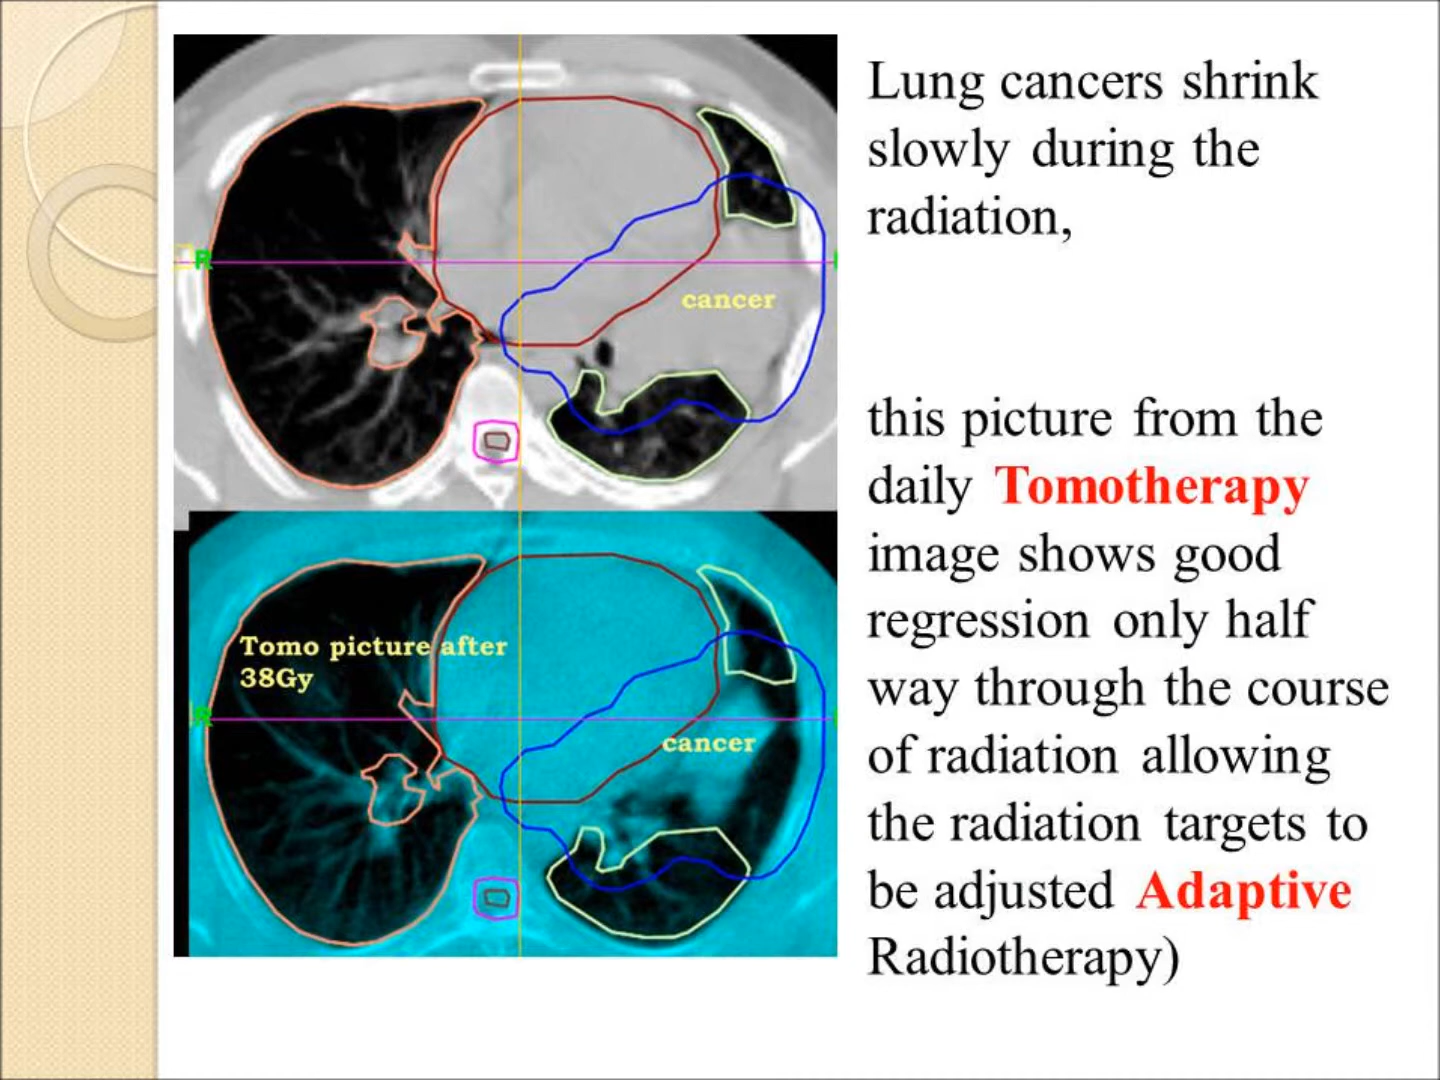 Lung cancers shrink
slowly during the
radiation,
this picture from the
daily Tomotherapy
image shows good
regression only half
way through the course
of radiation allowing
the radiation targets to
be adjusted Adaptive
Radiotherapy)
R
cancer
Tomo picture after
38Gy
R
cancer